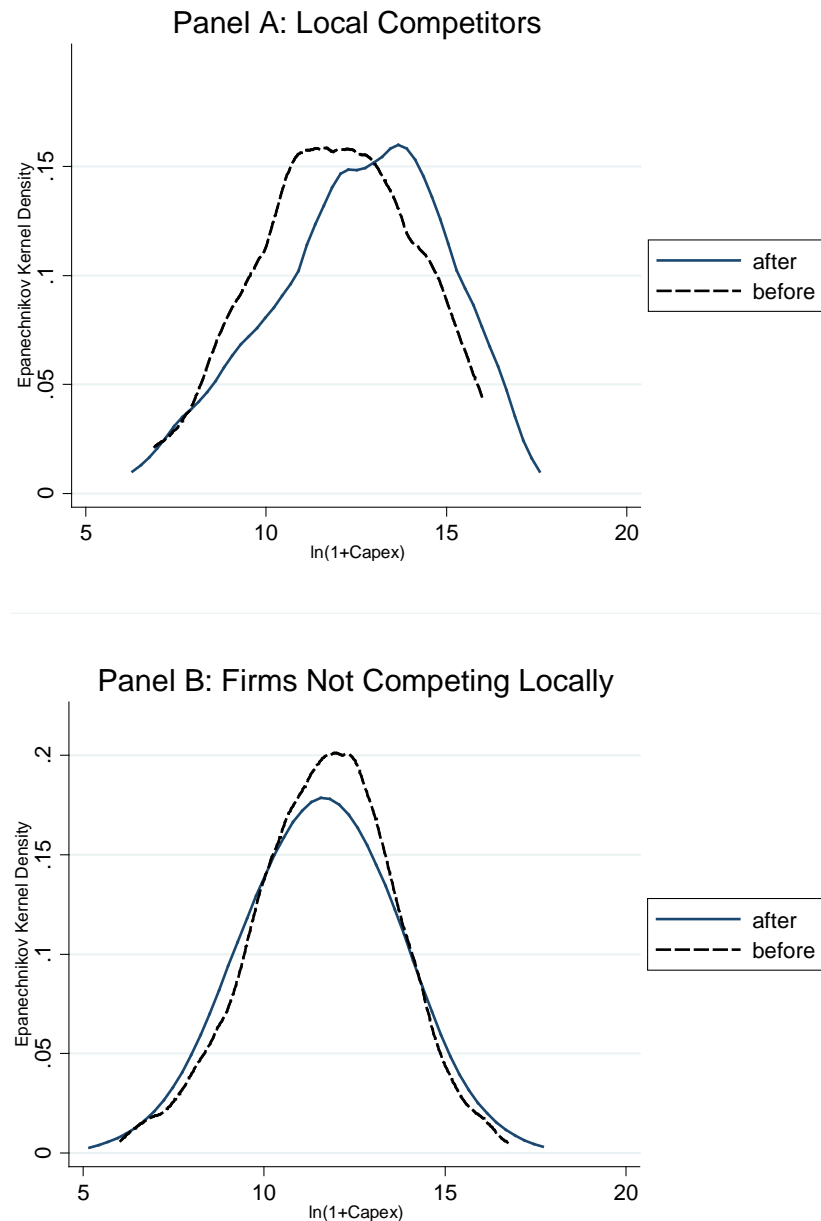 Panel A: Local Competitors
Epanechnikov Kernel Density
.15
.1
.05
0
5 10 15 20
ln(1+Capex)
after
before
Panel B: Firms Not Competing Locally
Epanechnikov Kernel Density
.2
.15
.1
.05
0
5 10 15 20
ln(1+Capex)
after
before